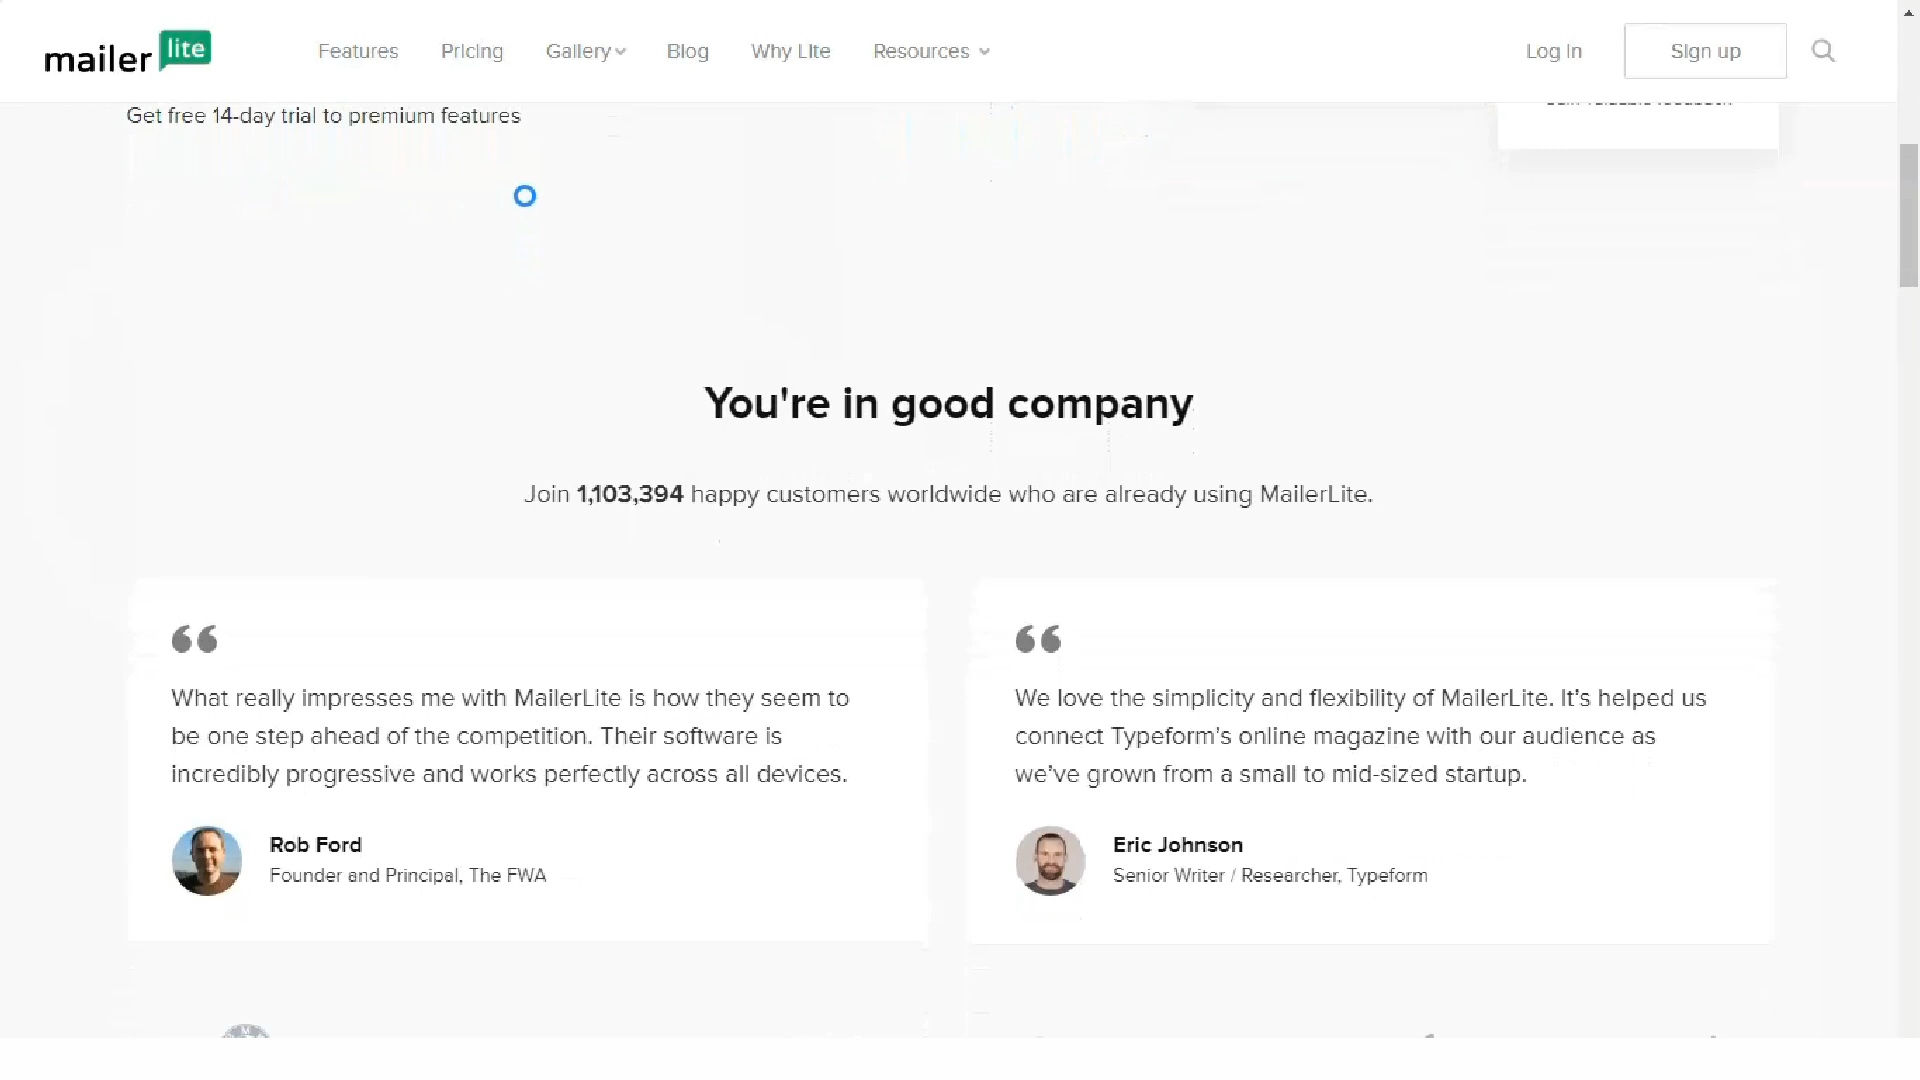 mailer lite
Features Pricing Gallery Blog Why Lite Resources Log in Sign up
Get free 14-day trial to premium features
You're in good company
Join 1,103,394 happy customers worldwide who are already using MailerLite.
What really impresses me with MailerLite is how they seem to
be one step ahead of the competition. Their software is
incredibly progressive and works perfectly across all devices.
Rob Ford
Founder and Principal, The FWA
We love the simplicity and flexibility of MailerLite. It’s helped us
connect Typeform’s online magazine with our audience as
we’ve grown from a small to mid-sized startup.
Eric Johnson
Senior Writer / Researcher, Typeform